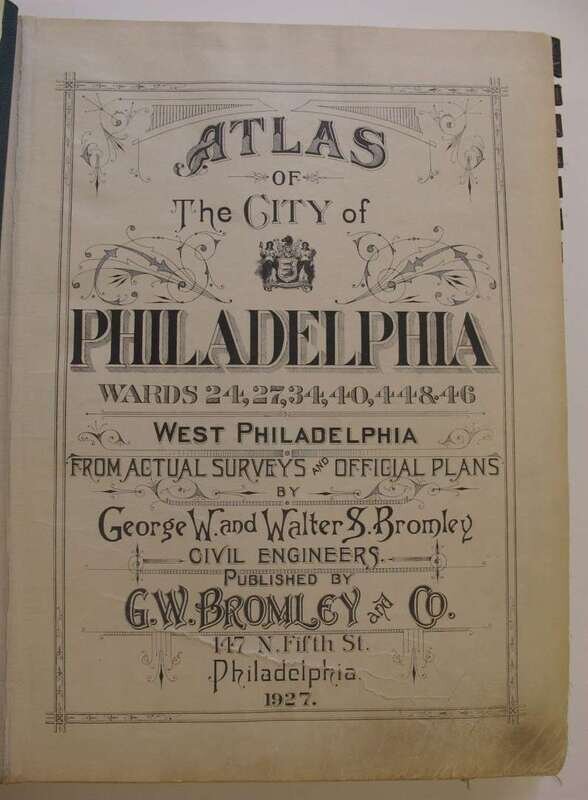 ATLAS
OF
The CITY of
PHILADELPHIA
WARDS 24, 27, 34, 40, 44 & 46
WEST PHILADELPHIA
FROM ACTUAL SURVEYS AND OFFICIAL PLANS
BY
George W. and Walter S. Bromley
CIVIL ENGINEERS.
PUBLISHED BY
G.W. BROMLEY and Co.
147 N. Fifth St.
Philadelphia.
1927.